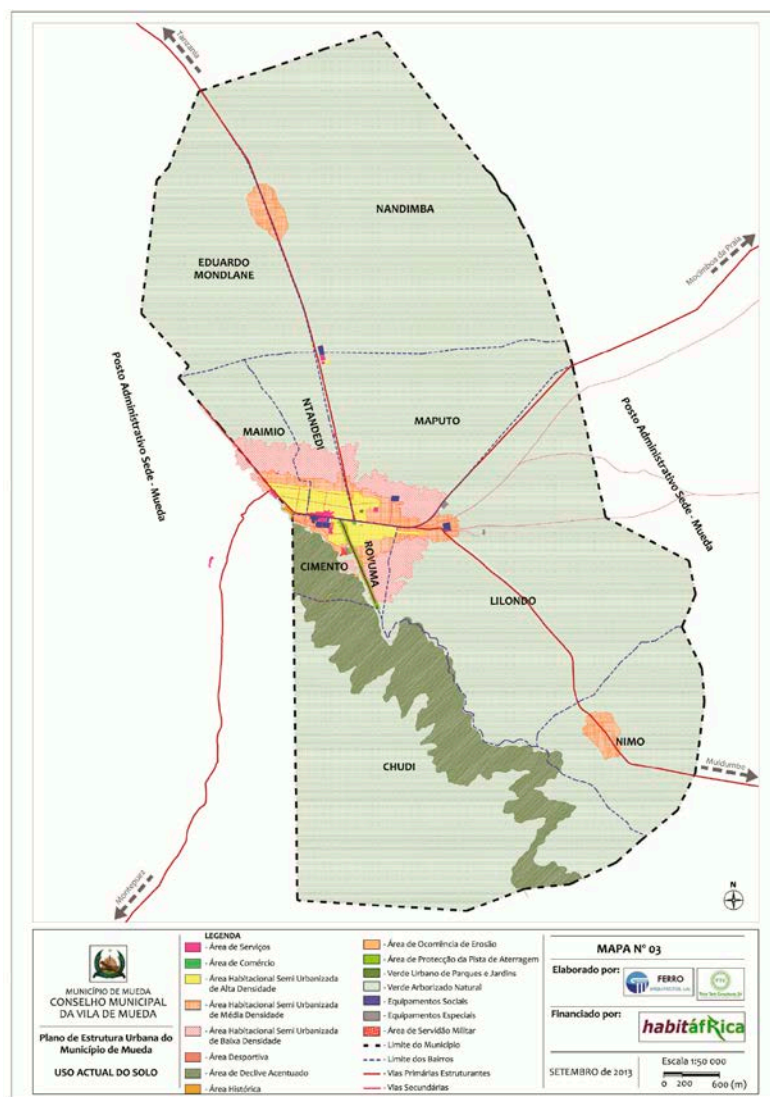 Tanzania
NANDIMBA
Mocímboa da Praia
EDUARDO
MONDLANE
Posto Administrativo Sede - Mueda
NTANDEDI
MAIMIO
MAPUTO
Posto Administrativo Sede - Mueda
ROVUMA
CIMENTO
LILONDO
NIMO
CHUDI
Muidumbe
Montepuez
N
MUNICÍPIO DE MUEDA
CONSELHO MUNICIPAL
DA VILA DE MUEDA
Plano de Estrutura Urbana do
Município de Mueda
USO ACTUAL DO SOLO
LEGENDA
- Área de Serviços
- Área de Comércio
- Área Habitacional Semi Urbanizada
de Alta Densidade
- Área Habitacional Semi Urbanizada
de Média Densidade
- Área Habitacional Semi Urbanizada
de Baixa Densidade
- Área Desportiva
- Área de Declive Acentuado
- Área Histórica
- Área de Ocorrência de Erosão
- Área de Protecção da Pista de Aterragem
- Verde Urbano de Parques e Jardins
- Verde Arborizado Natural
- Equipamentos Sociais
- Equipamentos Especiais
- Área de Servidão Militar
- Limite do Município
- Limite dos Bairros
- Vias Primárias Estruturantes
- Vias Secundárias
MAPA Nº 03
Elaborado por:
FERRO
Financiado por:
habitáfrica
SETEMBRO de 2013
Escala 1:50 000
0 200 600 (m)